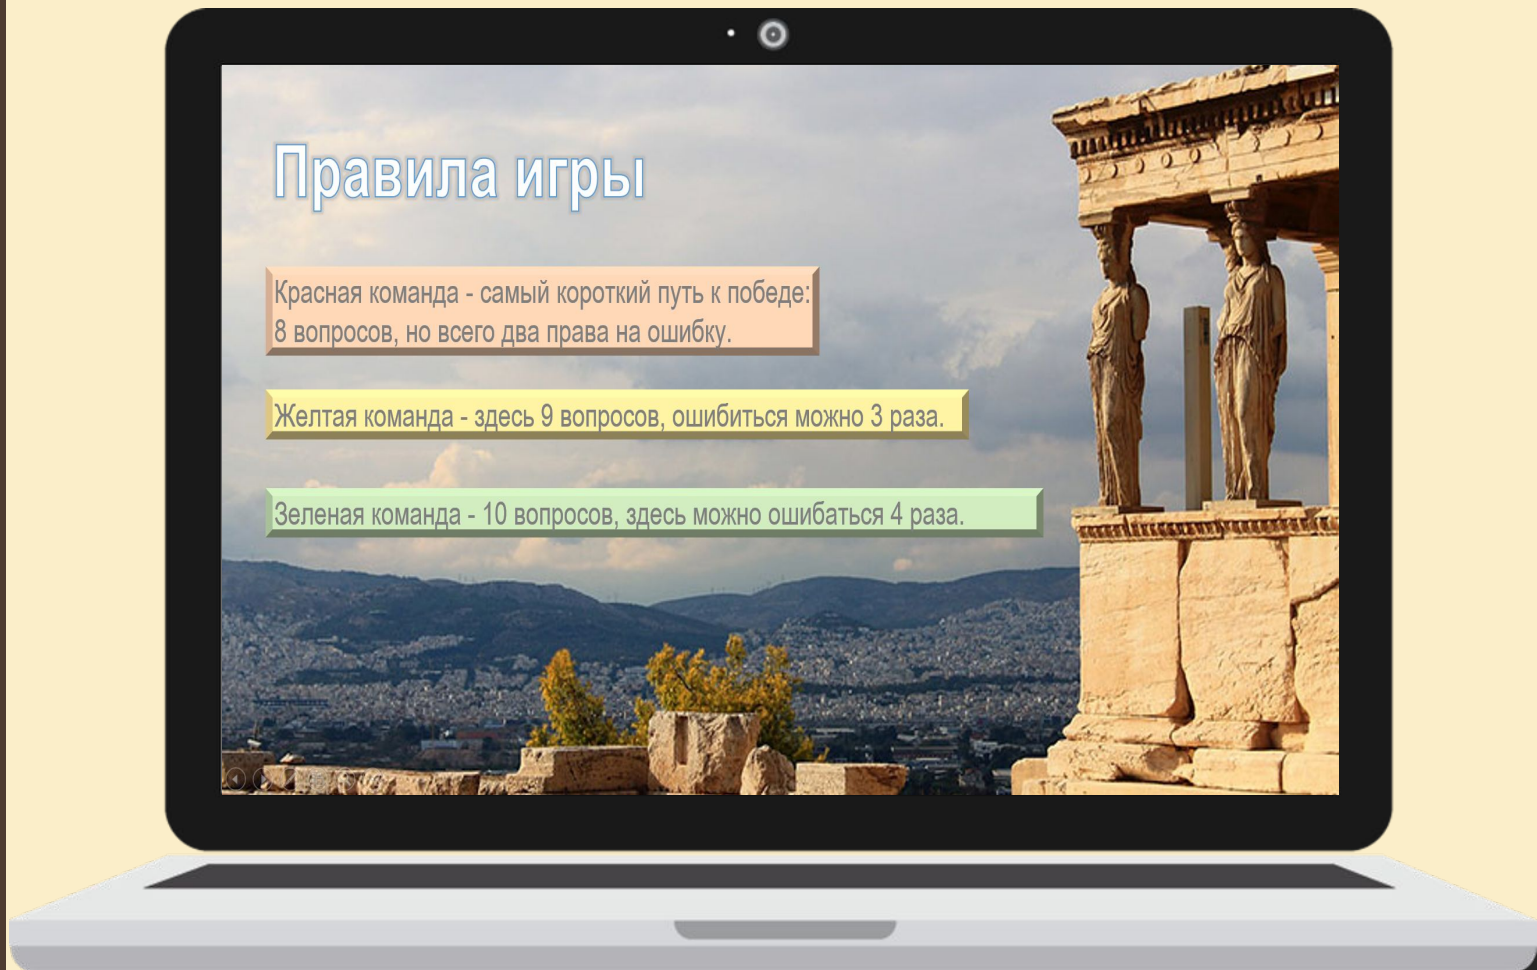 Правила игры
Красная команда - самый короткий путь к победе:
8 вопросов, но всего два права на ошибку.
Желтая команда - здесь 9 вопросов, ошибиться можно 3 раза.
Зеленая команда - 10 вопросов, здесь можно ошибаться 4 раза.